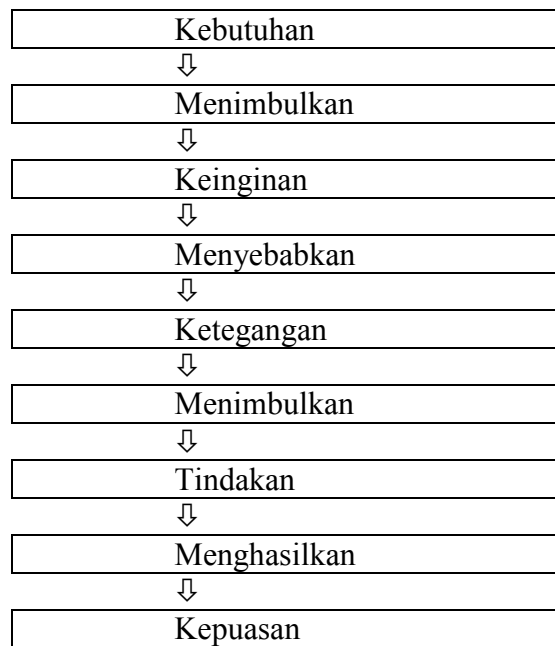 Kebutuhan
⇩
Menimbulkan
⇩
Keinginan
⇩
Menyebabkan
⇩
Ketegangan
⇩
Menimbulkan
⇩
Tindakan
⇩
Menghasilkan
⇩
Kepuasan